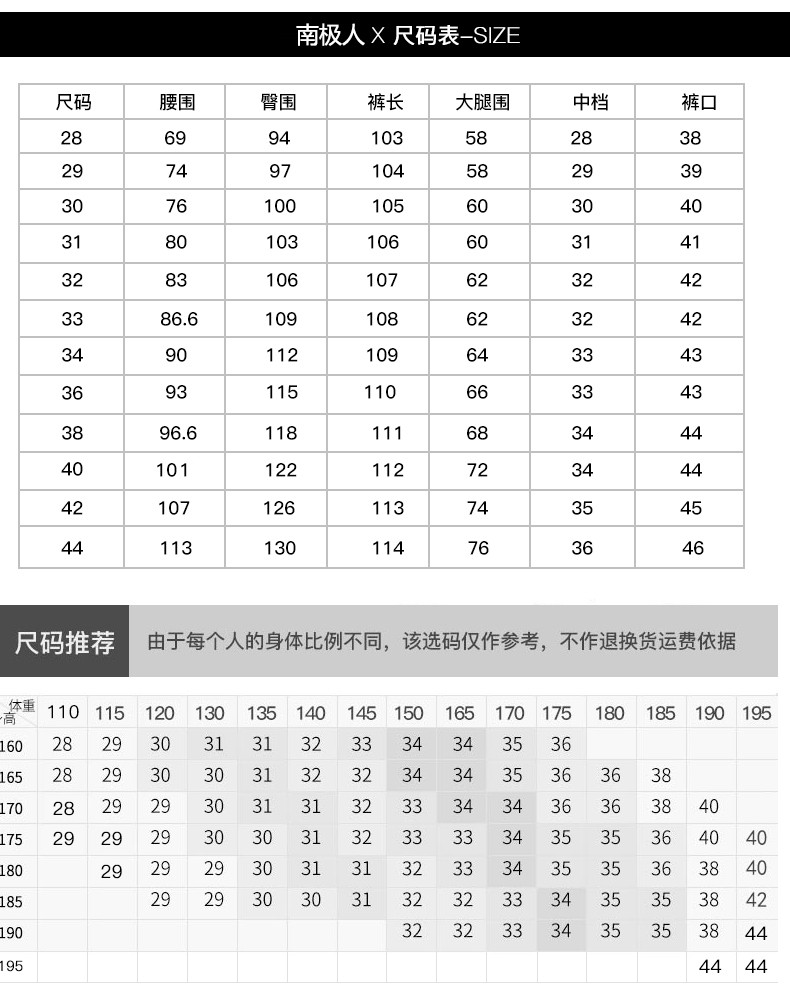 南极人 X 尺码表-SIZE
尺码 腰围 臀围 裤长 大腿围 中档 裤口
28 69 94 103 58 28 38
29 74 97 104 58 29 39
30 76 100 105 60 30 40
31 80 103 106 60 31 41
32 83 106 107 62 32 42
33 86.6 109 108 62 32 42
34 90 112 109 64 33 43
36 93 115 110 66 33 43
38 96.6 118 111 68 34 44
40 101 122 112 72 34 44
42 107 126 113 74 35 45
44 113 130 114 76 36 46
尺码推荐 由于每个人的身体比例不同，该选码仅作参考，不作退换货运费依据
体重 110 115 120 130 135 140 145 150 165 170 175 180 185 190 195
高
160 28 29 30 31 31 32 33 34 34 35 36
165 28 29 30 30 31 32 32 34 34 35 36 36 38
170 28 29 29 30 31 31 32 33 34 34 36 36 38 40
175 29 29 29 30 30 31 32 33 33 34 35 35 36 40 40
180 29 29 29 30 31 31 32 33 34 35 35 36 38 40
185 29 29 30 30 31 32 32 33 34 35 35 38 42
190 32 32 33 34 35 35 38 44
195 44 44